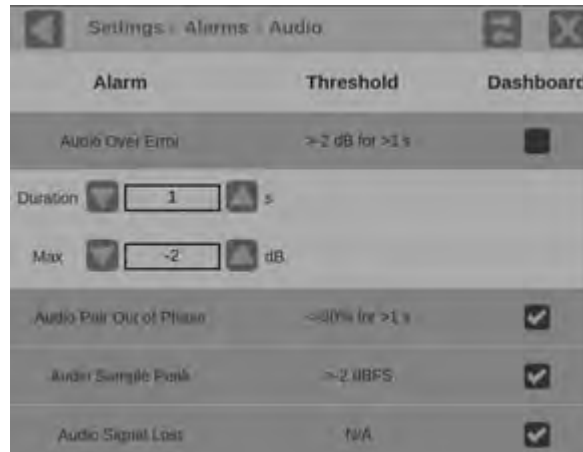 Settings Alarms Audio
Alarm Threshold Dashboard
Audio Over Error >-2 dB for >1 s
Duration 1 s
Max -2 dB
Audio Pair Out of Phase for >1 s
Audio Sample Peak >-2 dBFS
Audio Signal Loss N/A